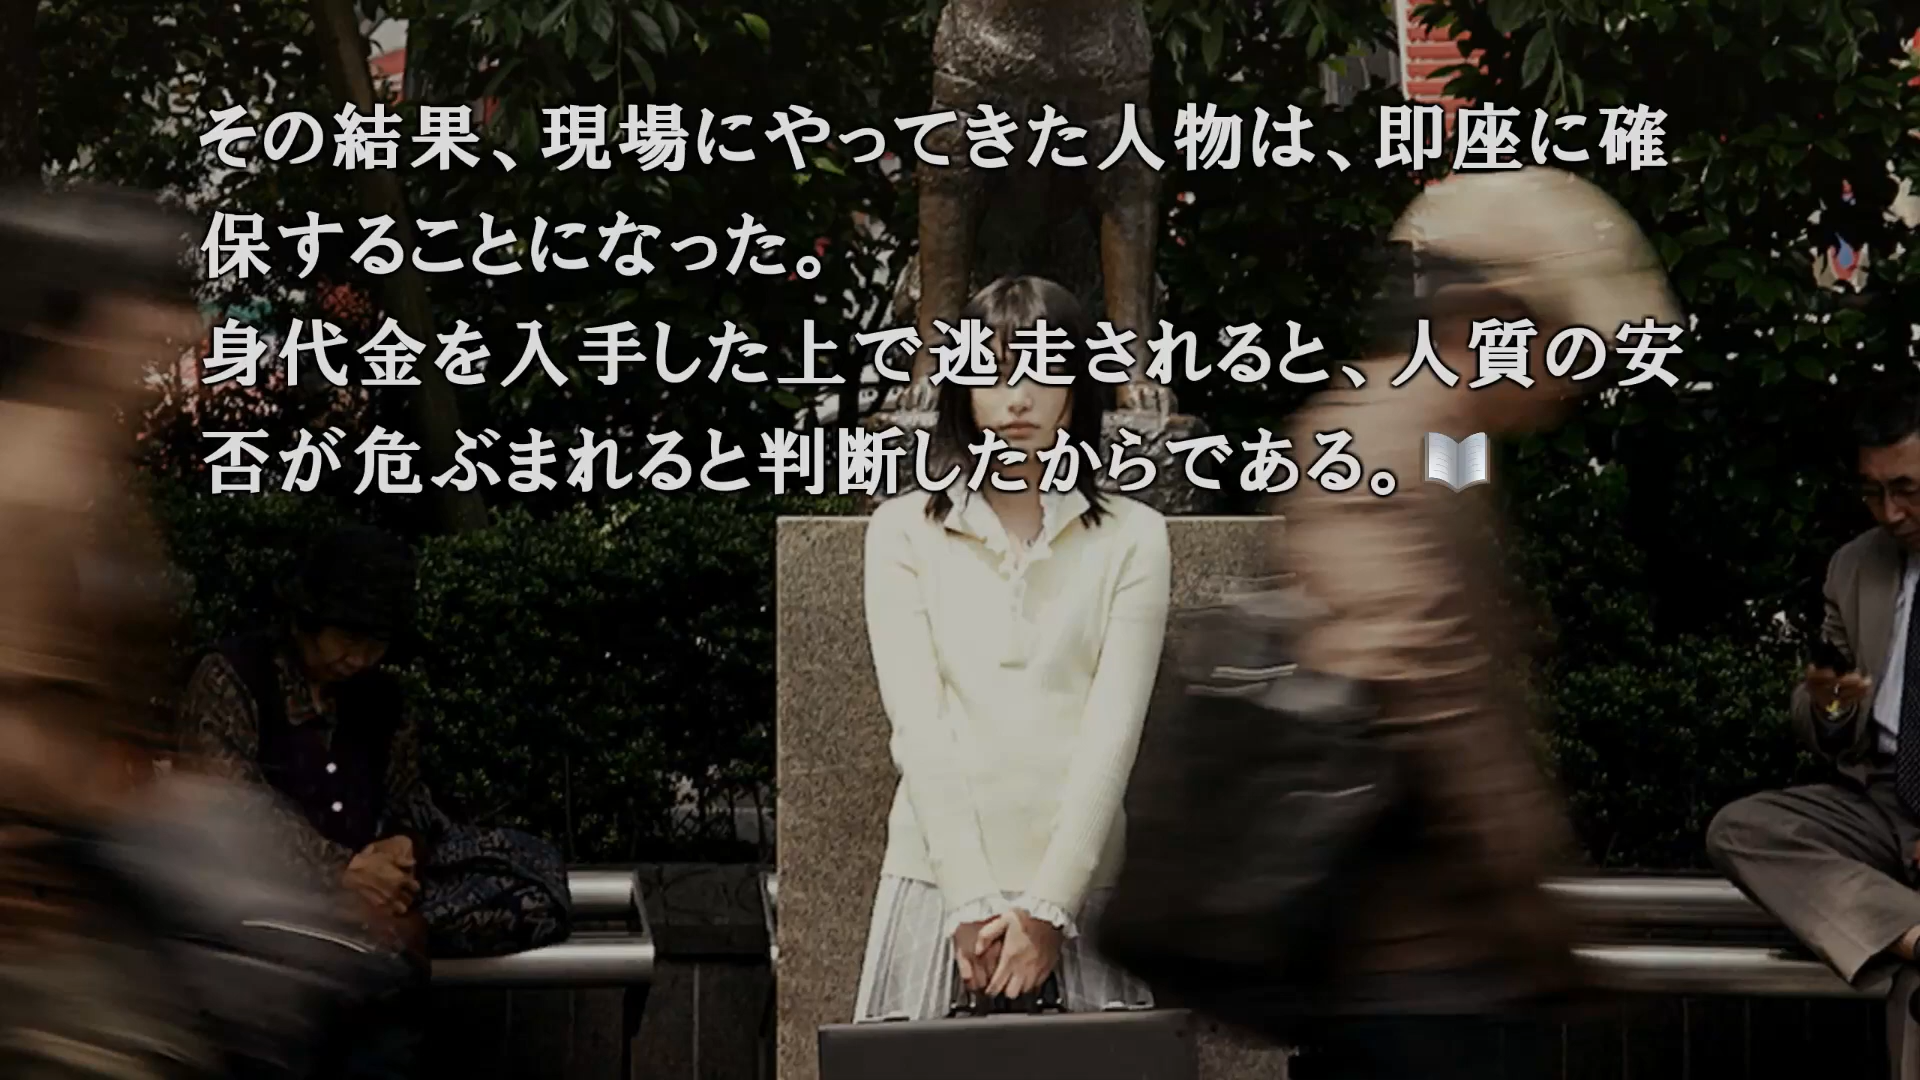 その結果、現場にやってきた人物は、即座に確
保することになった。
身代金を入手した上で逃走されると、人質の安
否が危ぶまれると判断したからである。